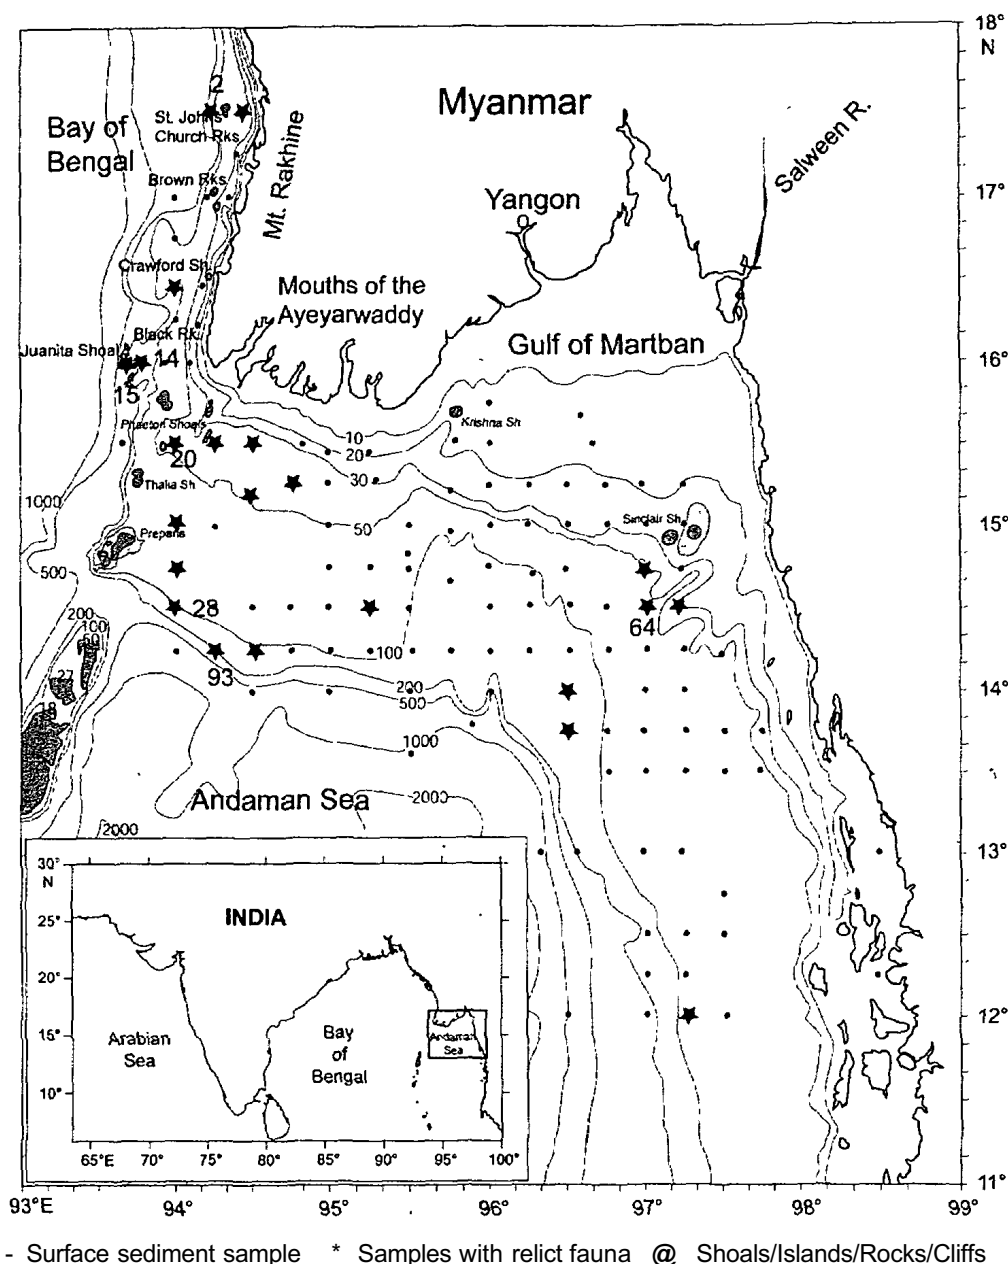 18°
N
Myanmar
2
St. John's
Church Rks
Bay of
Bengal
Salween R.
Mt. Rakhine
Brown Rks
17°
Yangon
Crawford Sh.
Mouths of the
Ayeyarwaddy
Black Rk.
Gulf of Martban
Juanita Shoal
14
16°
15
Krishna Sh
Phaeton Shoals
10
20
20
30
Thalia Sh
15°
1000
50
Sinclair Sh.
Preparis
500
28
64
200
100
50
100
93
27
200
14°
18
500
1000
Andaman Sea
2000
2000
13°
30°
N
INDIA
25°
20°
15°
Arabian
Sea
Bay
of
Bengal
Andaman
Sea
12°
10°
65°E 70° 75° 80° 85° 90° 95° 100°
11°
93°E 94° 95° 96° 97° 98° 99°
- Surface sediment sample * Samples with relict fauna @ Shoals/Islands/Rocks/Cliffs